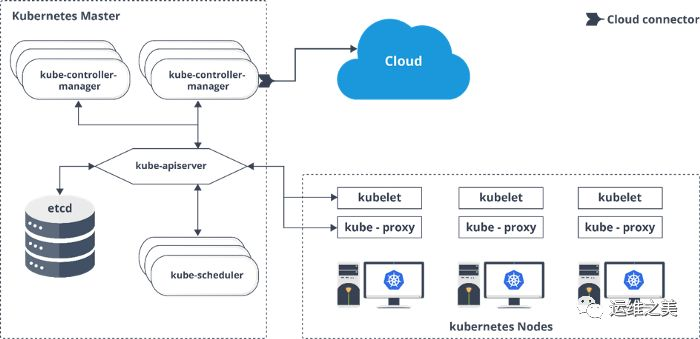 Kubernetes Master
Cloud connector
kube-controller-
manager
kube-controller-
manager
Cloud
kube-apiserver
etcd
kube-scheduler
kubelet
kubelet
kubelet
kube - proxy
kube - proxy
kube - proxy
kubernetes Nodes
运维之美